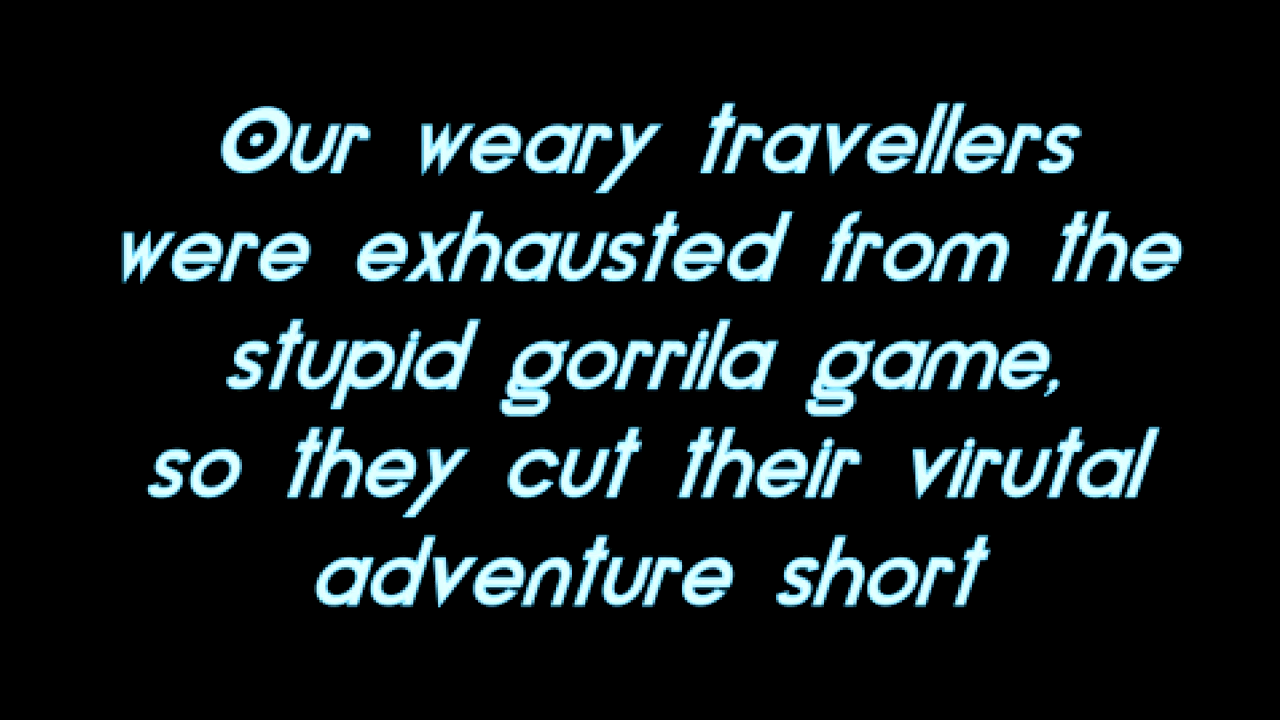 Our weary travellers
were exhausted from the
stupid gorrila game,
so they cut their virutal
adventure short